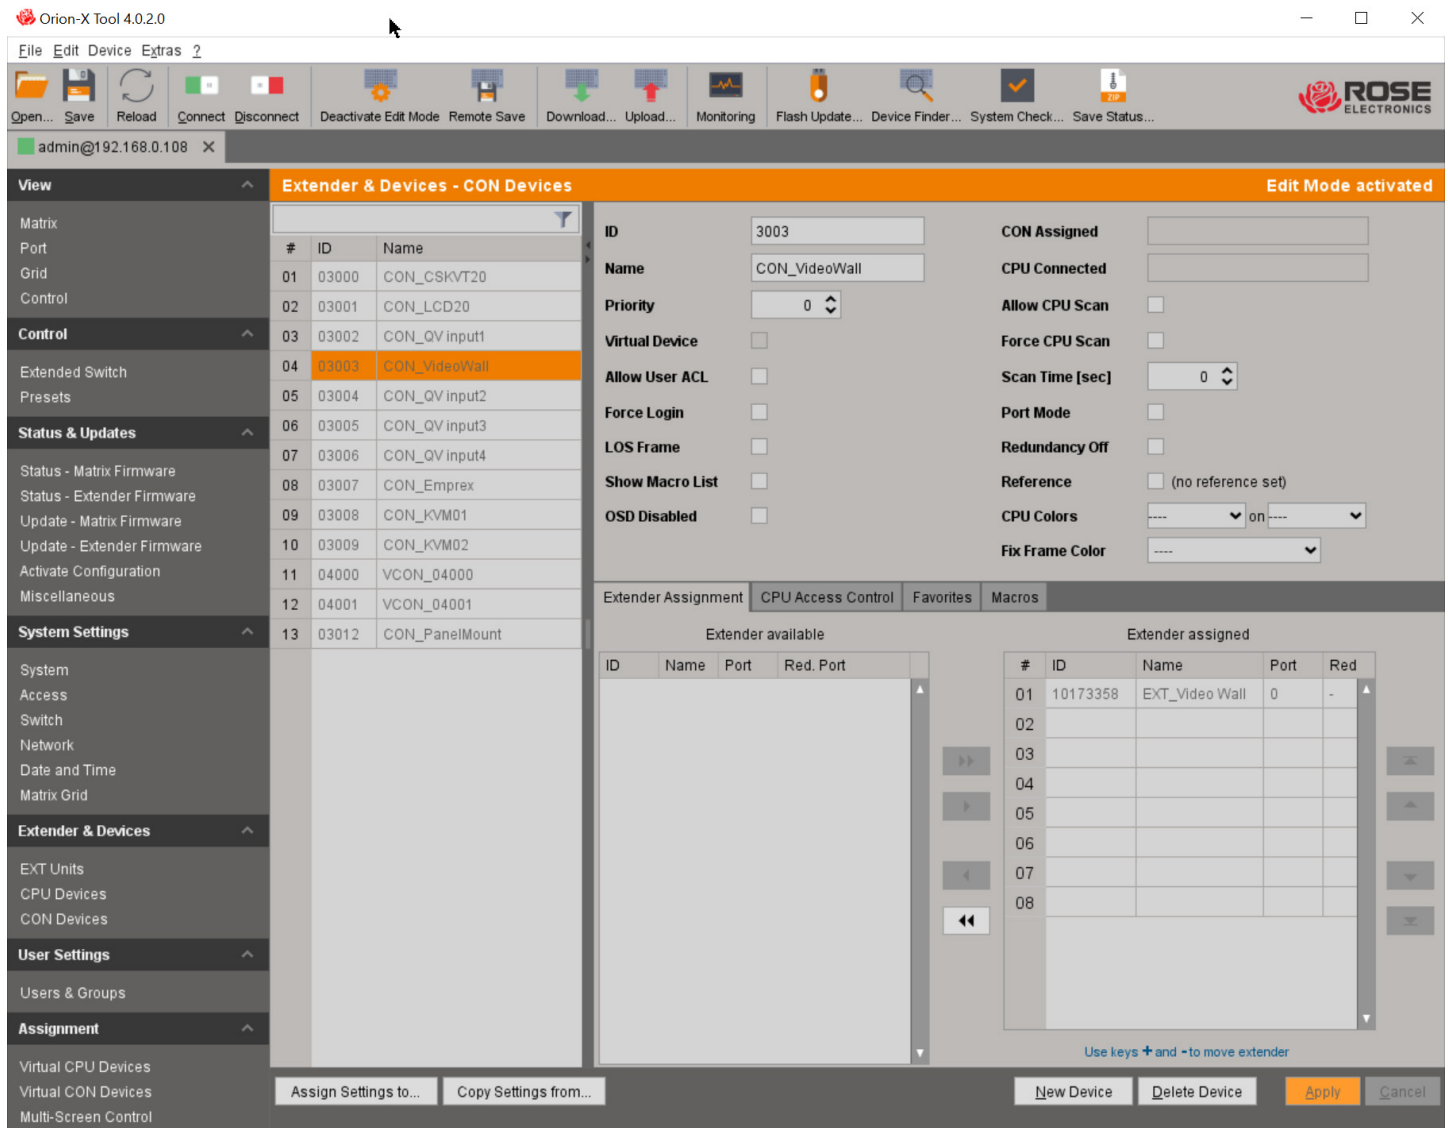 Orion-X Tool 4.0.2.0
File Edit Device Extras ?
Open... Save Reload Connect Disconnect Deactivate Edit Mode Remote Save Download... Upload... Monitoring Flash Update... Device Finder... System Check... ZIP Save Status... ROSE ELECTRONICS
admin@192.168.0.108
View
Matrix
Port
Grid
Control
Control
Extended Switch
Presets
Status & Updates
Status - Matrix Firmware
Status - Extender Firmware
Update - Matrix Firmware
Update - Extender Firmware
Activate Configuration
Miscellaneous
System Settings
System
Access
Switch
Network
Date and Time
Matrix Grid
Extender & Devices
EXT Units
CPU Devices
CON Devices
User Settings
Users & Groups
Assignment
Virtual CPU Devices
Virtual CON Devices
Multi-Screen Control
Extender & Devices - CON Devices Edit Mode activated
# ID Name
01 03000 CON_CSKVT20
02 03001 CON_LCD20
03 03002 CON_QV input1
04 03003 CON_VideoWall
05 03004 CON_QV input2
06 03005 CON_QV input3
07 03006 CON_QV input4
08 03007 CON_Emprex
09 03008 CON_KVM01
10 03009 CON_KVM02
11 04000 VCON_04000
12 04001 VCON_04001
13 03012 CON_PanelMount
ID 3003 CON Assigned
Name CON_VideoWall CPU Connected
Priority 0 Allow CPU Scan
Virtual Device Force CPU Scan
Allow User ACL Scan Time [sec] 0
Force Login Port Mode
LOS Frame Redundancy Off
Show Macro List Reference (no reference set)
OSD Disabled CPU Colors ---- on ----
Fix Frame Color ----
Extender Assignment CPU Access Control Favorites Macros
Extender available
ID Name Port Red. Port
Extender assigned
# ID Name Port Red
01 10173358 EXT_Video Wall 0 -
02
03
04
05
06
07
08
Use keys + and - to move extender
Assign Settings to... Copy Settings from... New Device Delete Device Apply Cancel